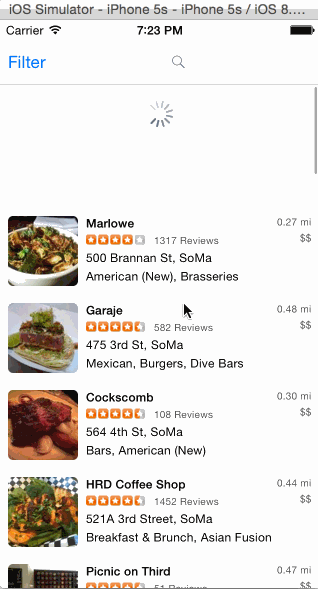 iOS Simulator - iPhone 5s - iPhone 5s / iOS 8....
Carrier 7:23 PM
Filter
Marlowe 0.27 mi
1317 Reviews $$
500 Brannan St, SoMa
American (New), Brasseries
Garaje 0.48 mi
582 Reviews $$
475 3rd St, SoMa
Mexican, Burgers, Dive Bars
Cockscomb 0.30 mi
108 Reviews $$
564 4th St, SoMa
Bars, American (New)
HRD Coffee Shop 0.44 mi
1452 Reviews $$
521A 3rd Street, SoMa
Breakfast & Brunch, Asian Fusion
Picnic on Third 0.47 mi
51 Reviews $$